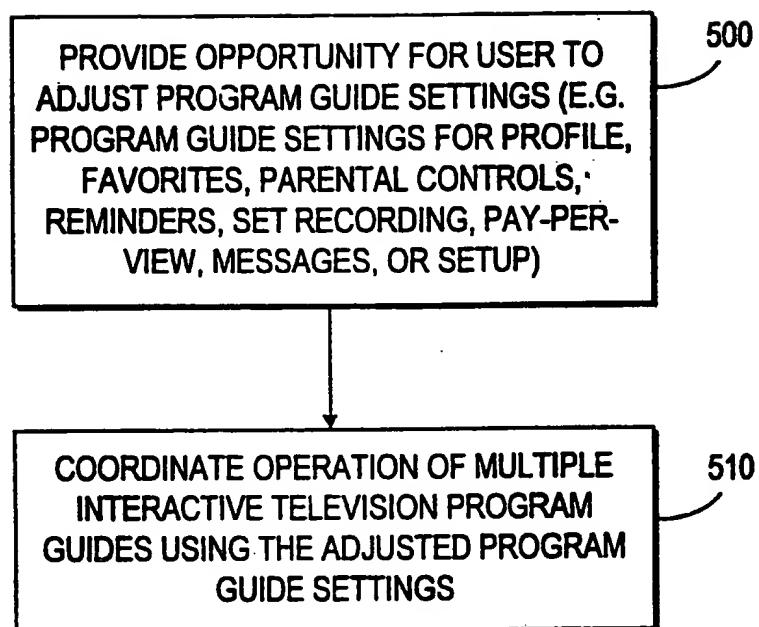 PROVIDE OPPORTUNITY FOR USER TO
ADJUST PROGRAM GUIDE SETTINGS (E.G.
PROGRAM GUIDE SETTINGS FOR PROFILE,
FAVORITES, PARENTAL CONTROLS,
REMINDERS, SET RECORDING, PAY-PER-
VIEW, MESSAGES, OR SETUP)
500
COORDINATE OPERATION OF MULTIPLE
INTERACTIVE TELEVISION PROGRAM
GUIDES USING THE ADJUSTED PROGRAM
GUIDE SETTINGS
510